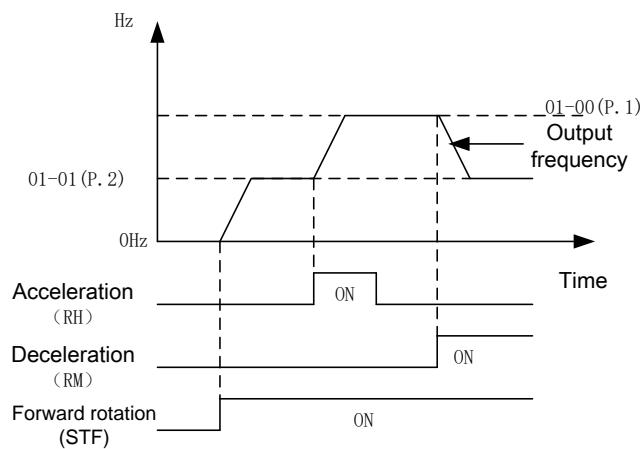 Hz
01-00(P.1)
Output
frequency
01-01(P.2)
0Hz
Time
Acceleration
（RH）
ON
Deceleration
（RM）
ON
Forward rotation
(STF)
ON